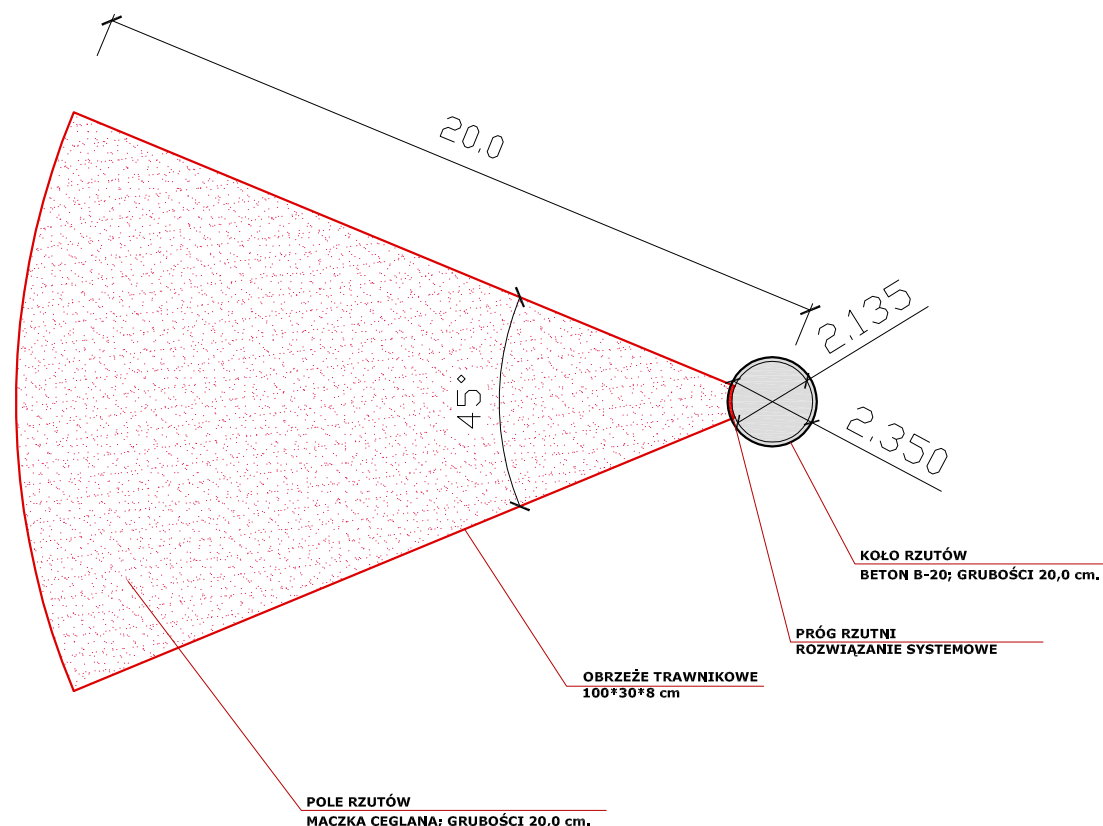 20,0
2.135
45°
2.350
KOŁO RZUTÓW
BETON B-20; GRUBOŚCI 20,0 cm.
PRÓG RZUTNI
ROZWIĄZANIE SYSTEMOWE
OBRZEŻE TRAWNIKOWE
100*30*8 cm
POLE RZUTÓW
MACZKA CEGLANA; GRUBOŚCI 20,0 cm.